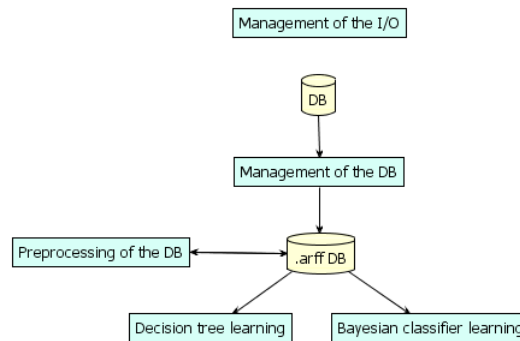 Management of the I/O
DB
Management of the DB
Preprocessing of the DB
.arff DB
Decision tree learning
Bayesian classifier learning